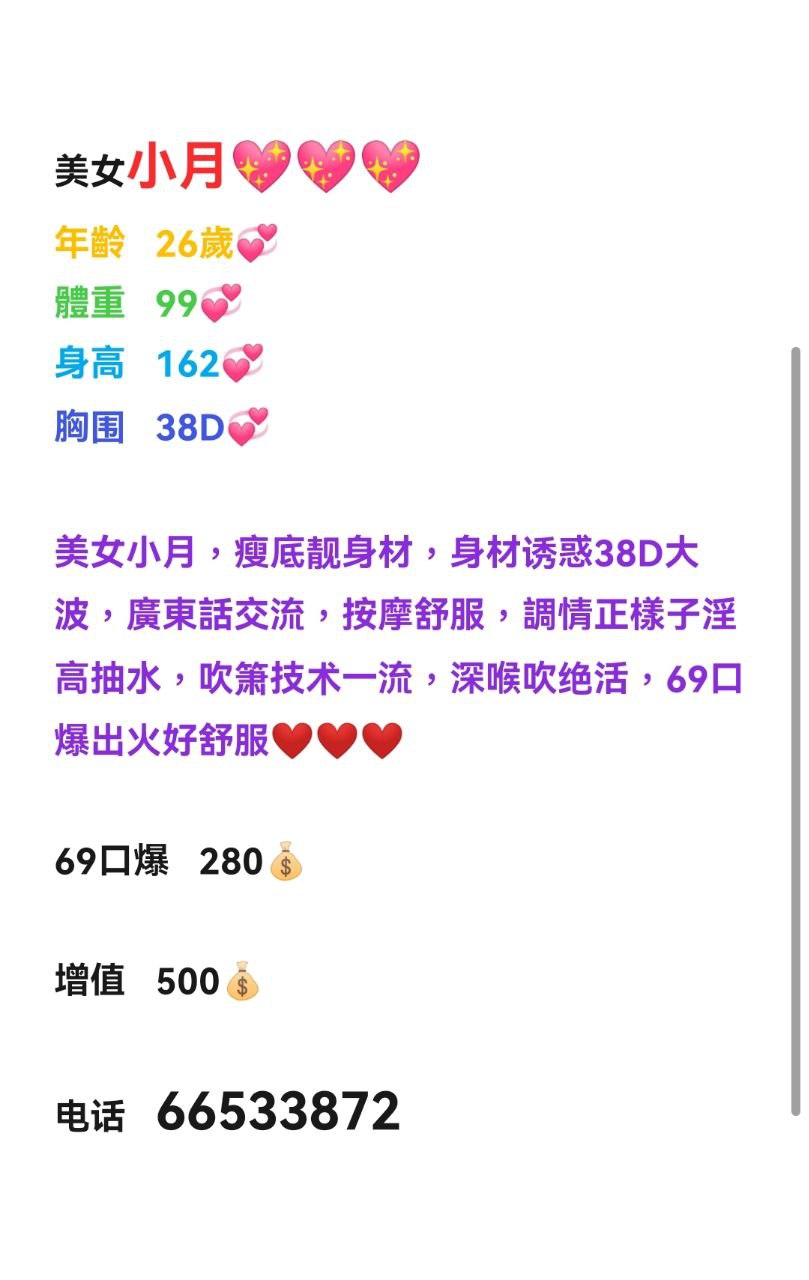 美女小月💖💖💖
年齡 26歲💞
體重 99💞
身高 162💞
胸围 38D💞
美女小月，瘦底靓身材，身材诱惑38D大
波，廣東話交流，按摩舒服，調情正樣子淫
高抽水，吹箫技术一流，深喉吹绝活，69口
爆出火好舒服❤️❤️❤️
69口爆 280💰
增值 500💰
电话 66533872